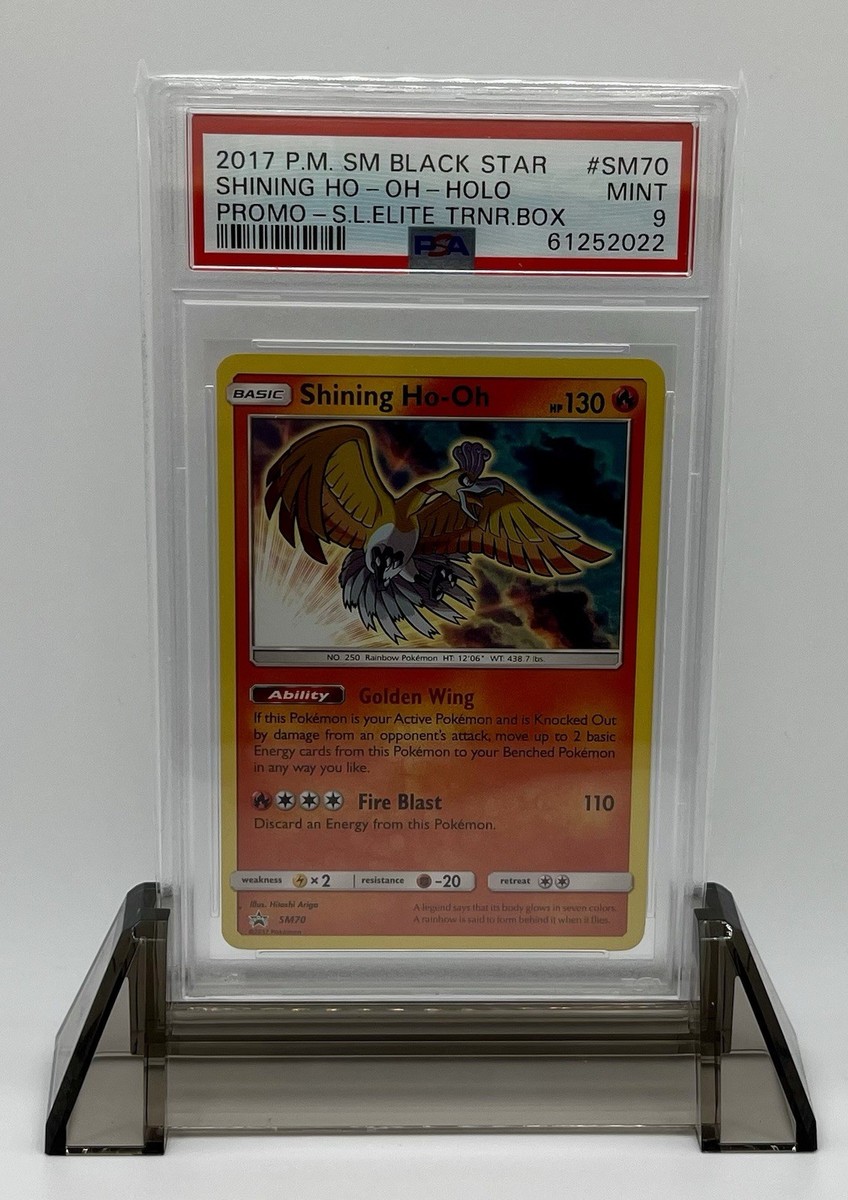 2017 P.M. SM BLACK STAR #SM70
SHINING HO-OH-HOLO MINT
PROMO-S.L.ELITE TRNR.BOX 9
PSA 61252022
BASIC Shining Ho-Oh HP 130
NO. 250 Rainbow Pokémon HT: 12'06" WT: 438.7 lbs.
Ability Golden Wing
If this Pokémon is your Active Pokémon and is Knocked Out
by damage from an opponent's attack, move up to 2 basic
Energy cards from this Pokémon to your Benched Pokémon
in any way you like.
Fire Blast 110
Discard an Energy from this Pokémon.
weakness ×2 resistance -20 retreat
Illus. Hitoshi Ariga
A legend says that its body glows in seven colors.
SM70
A rainbow is said to form behind it when it flies.
©2017 Pokémon